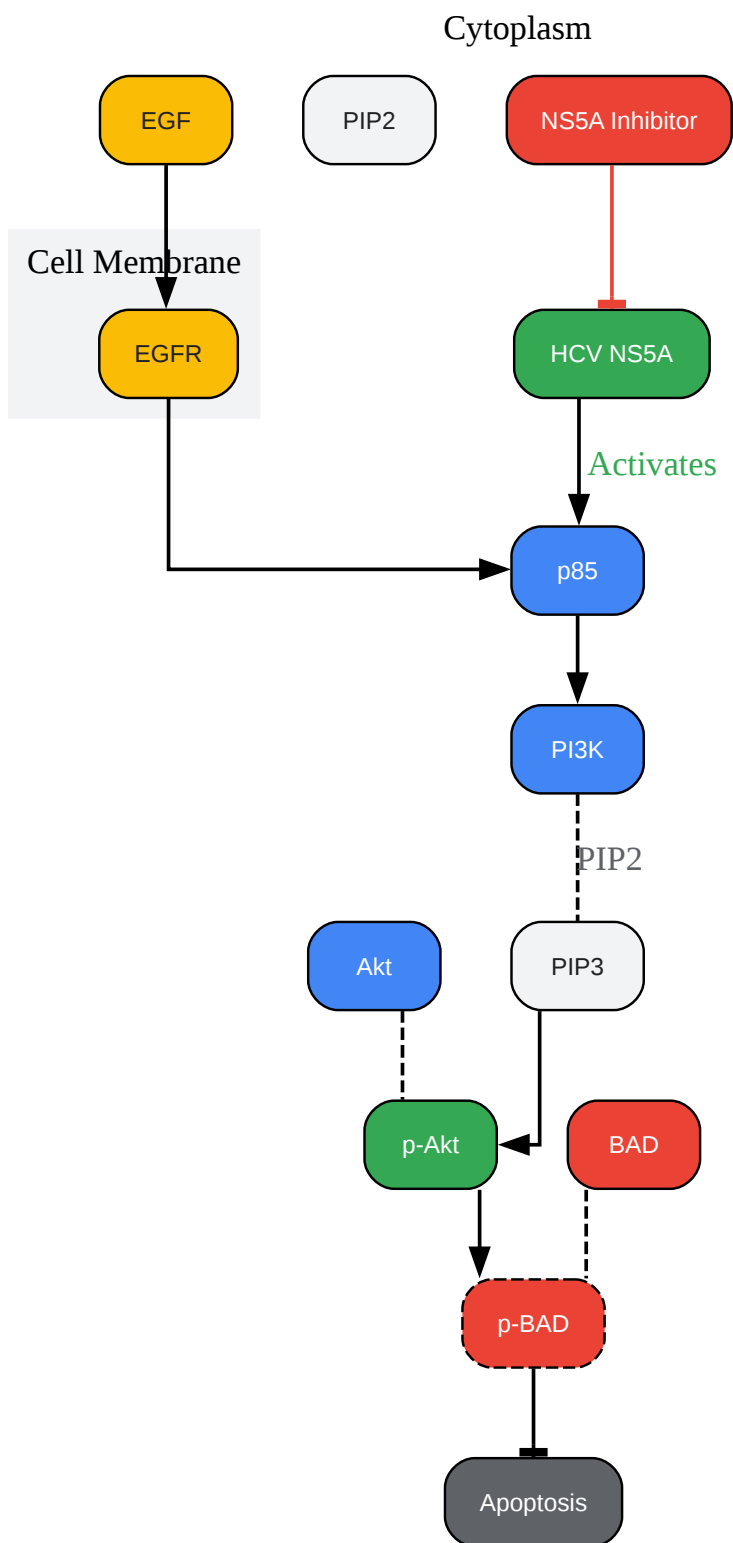 Cytoplasm
EGF
PIP2
NS5A Inhibitor
Cell Membrane
EGFR
HCV NS5A
Activates
p85
PI3K
PIP2
Akt
PIP3
p-Akt
BAD
p-BAD
Apoptosis